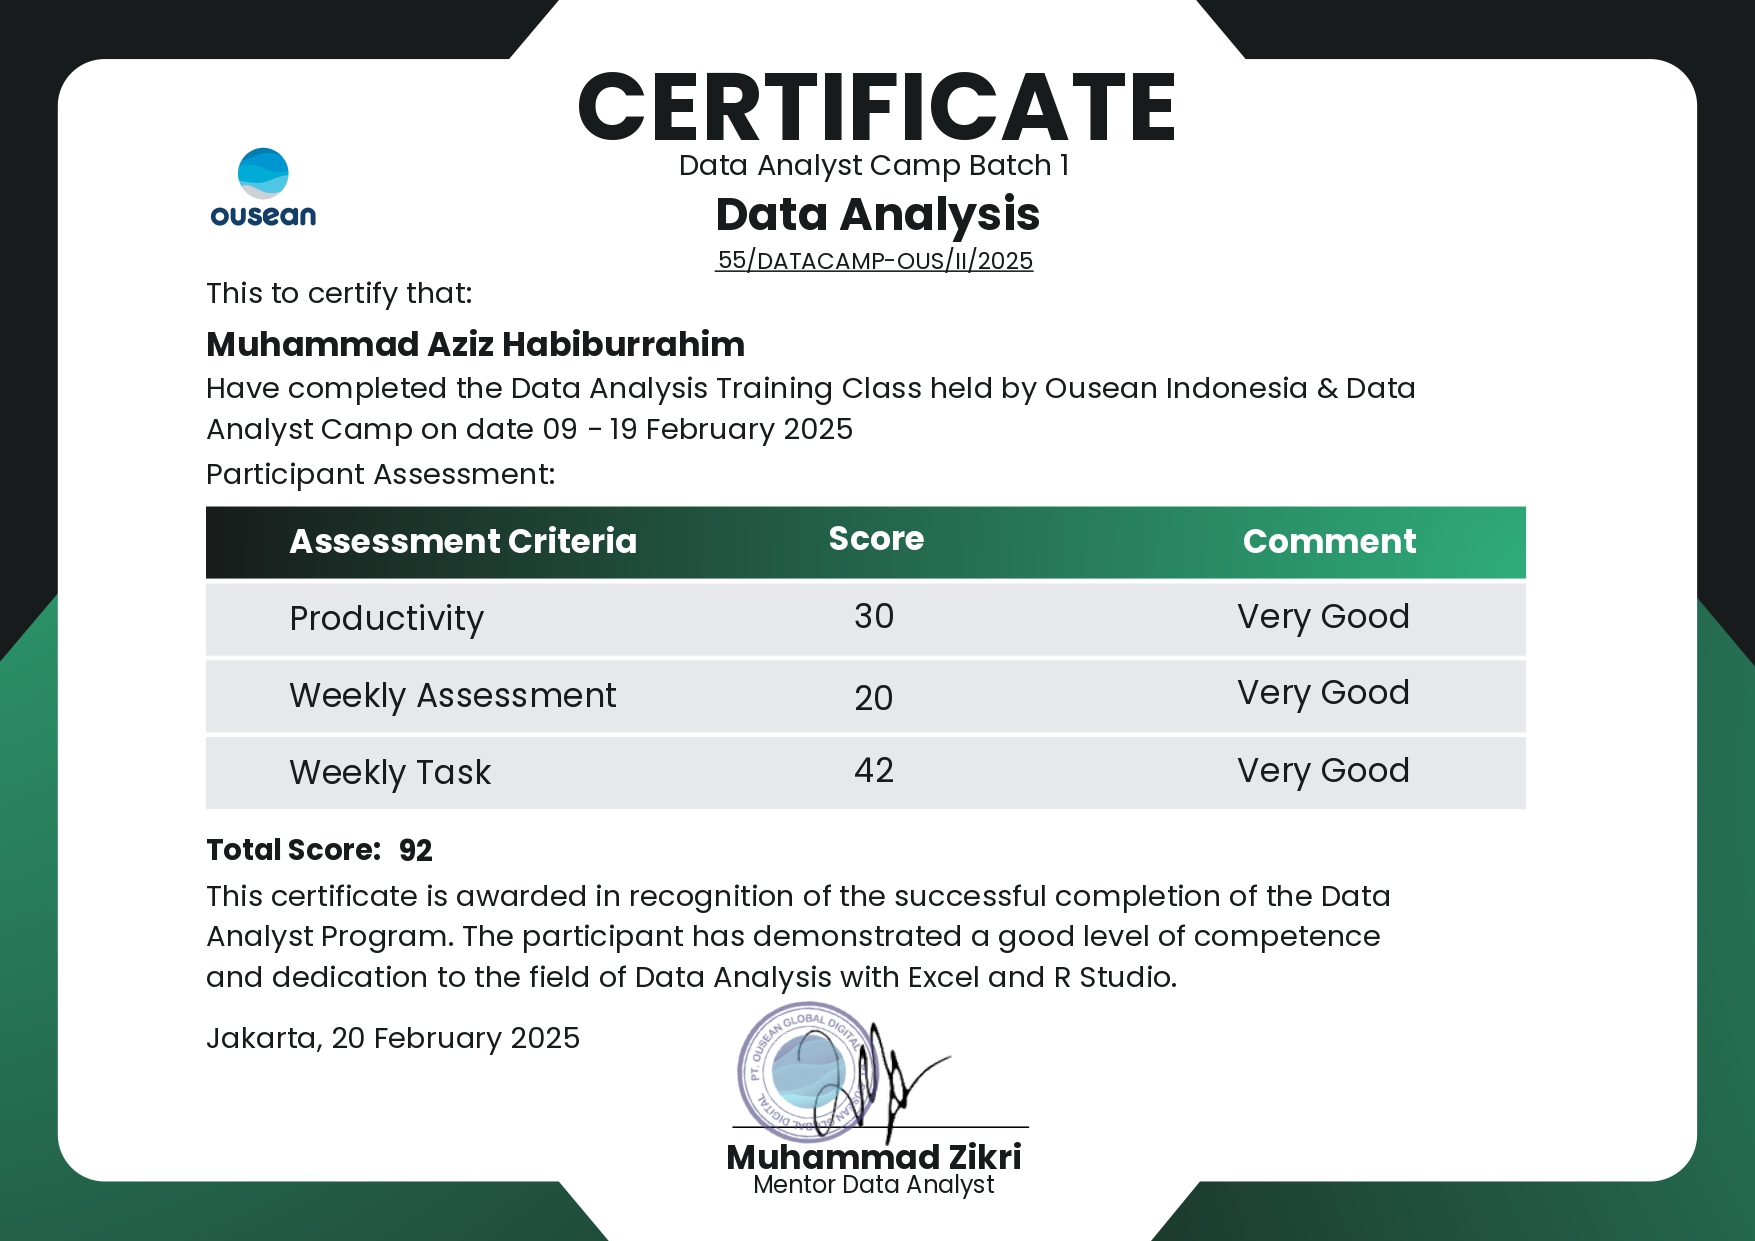 CERTIFICATE
Data Analyst Camp Batch 1
ousean
Data Analysis
55/DATACAMP-OUS/II/2025
This to certify that:
Muhammad Aziz Habiburrahim
Have completed the Data Analysis Training Class held by Ousean Indonesia & Data
Analyst Camp on date 09 - 19 February 2025
Participant Assessment:
Assessment Criteria Score Comment
Productivity 30 Very Good
Weekly Assessment 20 Very Good
Weekly Task 42 Very Good
Total Score: 92
This certificate is awarded in recognition of the successful completion of the Data
Analyst Program. The participant has demonstrated a good level of competence
and dedication to the field of Data Analysis with Excel and R Studio.
Jakarta, 20 February 2025
PT. OUSEAN GLOBAL DIGITAL
OUSEAN GLOBAL DIGITAL
Muhammad Zikri
Mentor Data Analyst